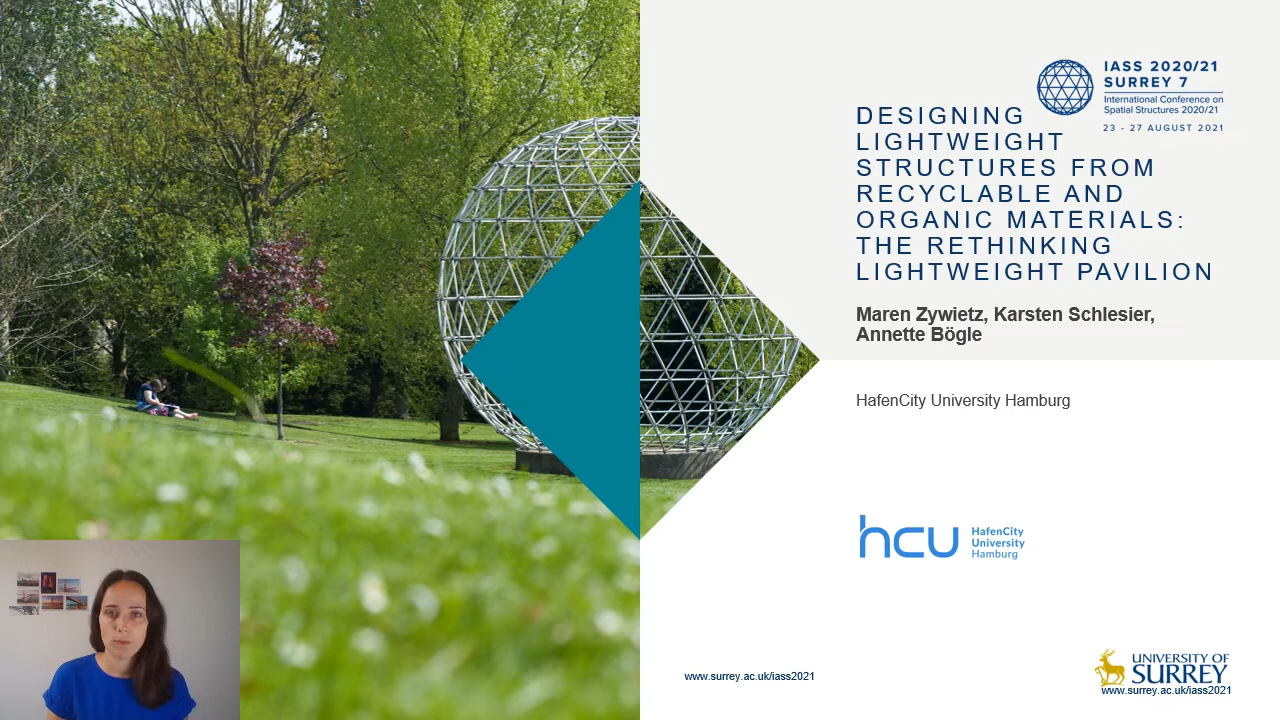 IASS 2020/21
SURREY 7
International Conference on
Spatial Structures 2020/21
23 - 27 AUGUST 2021
DESIGNING
LIGHTWEIGHT
STRUCTURES FROM
RECYCLABLE AND
ORGANIC MATERIALS:
THE RETHINKING
LIGHTWEIGHT PAVILION
Maren Zywietz, Karsten Schlesier,
Annette Bögle
HafenCity University Hamburg
hcu
HafenCity
University
Hamburg
www.surrey.ac.uk/iass2021
UNIVERSITY OF
SURREY
www.surrey.ac.uk/iass2021